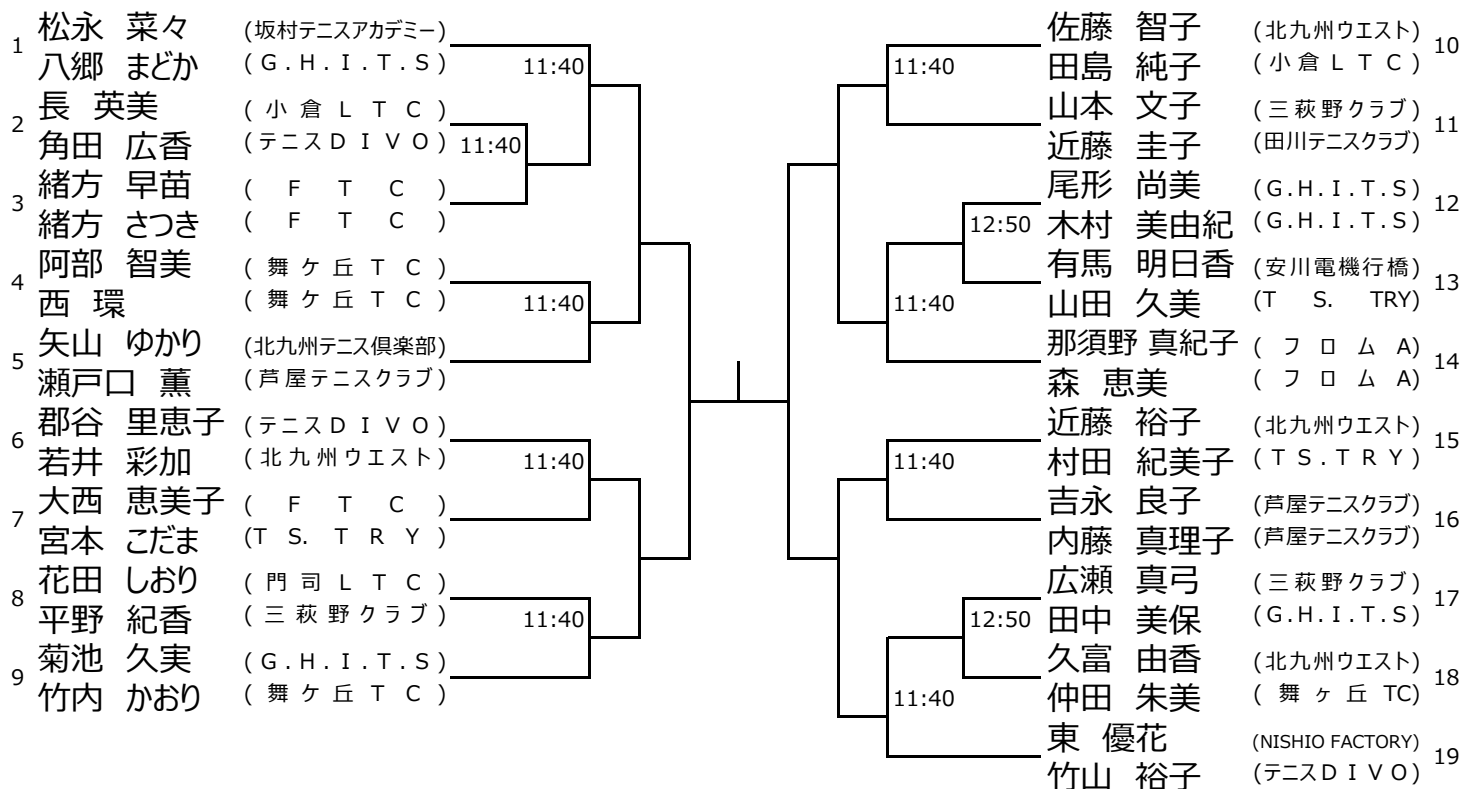 1
松永 菜々 (坂村テニスアカデミー)
八郷 まどか (G.H.I.T.S)
11:40
2
長 英美 (小倉LTC)
角田 広香 (テニスDIVO)
11:40
3
緒方 早苗 (FTC)
緒方 さつき (FTC)
4
阿部 智美 (舞ケ丘TC)
西 環 (舞ケ丘TC)
11:40
5
矢山 ゆかり (北九州テニス倶楽部)
瀬戸口 薫 (芦屋テニスクラブ)
6
郡谷 里恵子 (テニスDIVO)
若井 彩加 (北九州ウエスト)
11:40
7
大西 恵美子 (FTC)
宮本 こだま (T S. TRY)
8
花田 しおり (門司LTC)
平野 紀香 (三萩野クラブ)
11:40
9
菊池 久実 (G.H.I.T.S)
竹内 かおり (舞ケ丘TC)
佐藤 智子 (北九州ウエスト)
10
11:40
田島 純子 (小倉LTC)
山本 文子 (三萩野クラブ)
11
近藤 圭子 (田川テニスクラブ)
尾形 尚美 (G.H.I.T.S)
12
12:50
木村 美由紀 (G.H.I.T.S)
有馬 明日香 (安川電機行橋)
13
11:40
山田 久美 (T S. TRY)
那須野 真紀子 (フロムA)
14
森 恵美 (フロムA)
近藤 裕子 (北九州ウエスト)
15
11:40
村田 紀美子 (TS.TRY)
吉永 良子 (芦屋テニスクラブ)
16
内藤 真理子 (芦屋テニスクラブ)
広瀬 真弓 (三萩野クラブ)
17
12:50
田中 美保 (G.H.I.T.S)
久富 由香 (北九州ウエスト)
18
11:40
仲田 朱美 (舞ヶ丘TC)
東 優花 (NISHIO FACTORY)
19
竹山 裕子 (テニスDIVO)